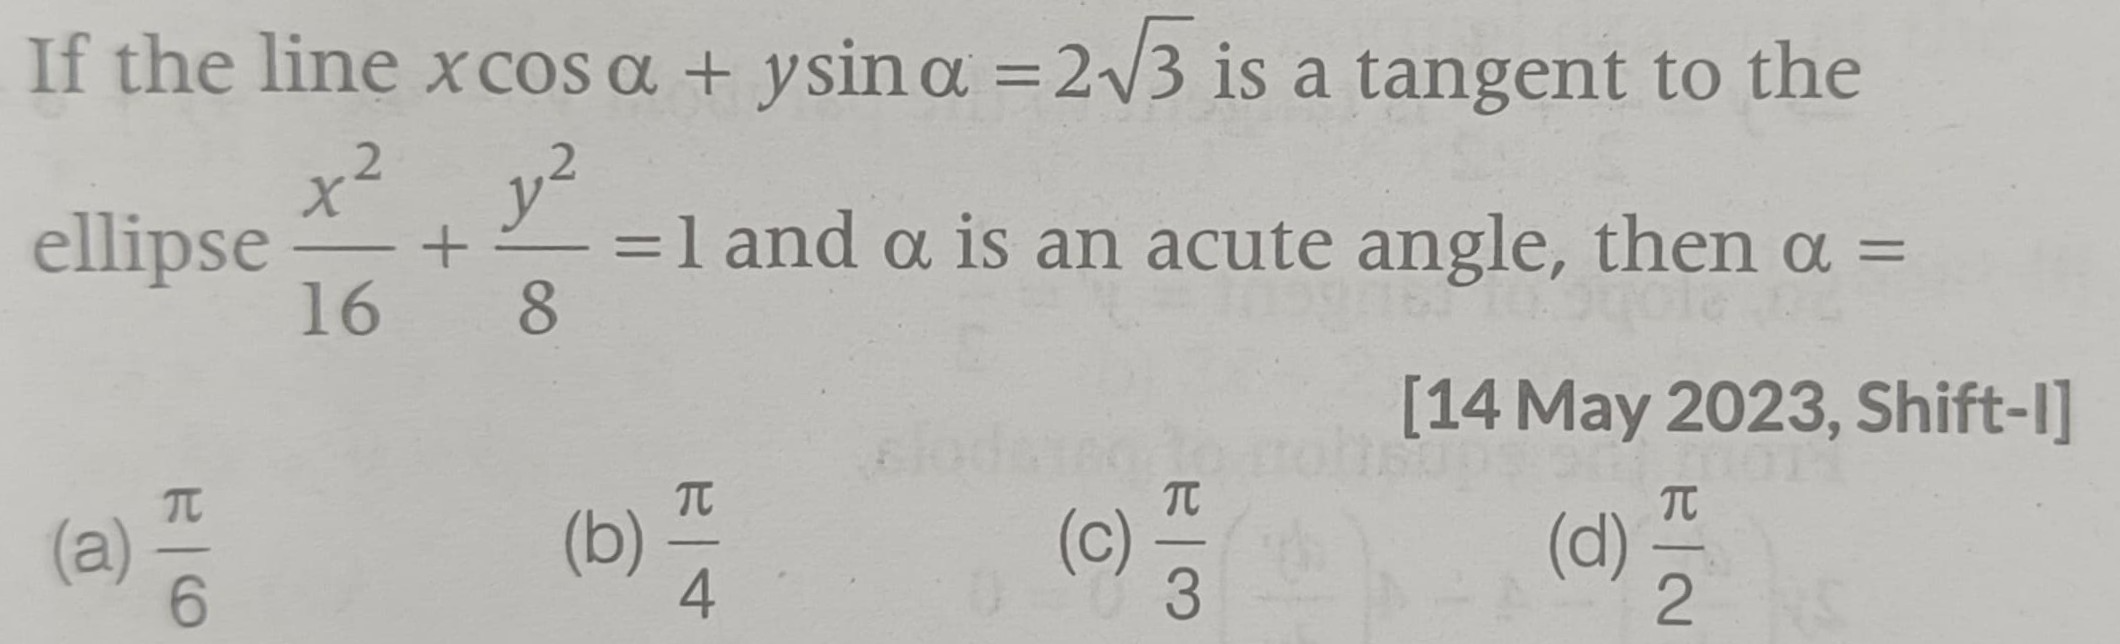 If the line x cos α + y sin α = 2√3 is a tangent to the
ellipse x²/16 + y²/8 = 1 and α is an acute angle, then α =
[14 May 2023, Shift-I]
(a) π/6 (b) π/4 (c) π/3 (d) π/2